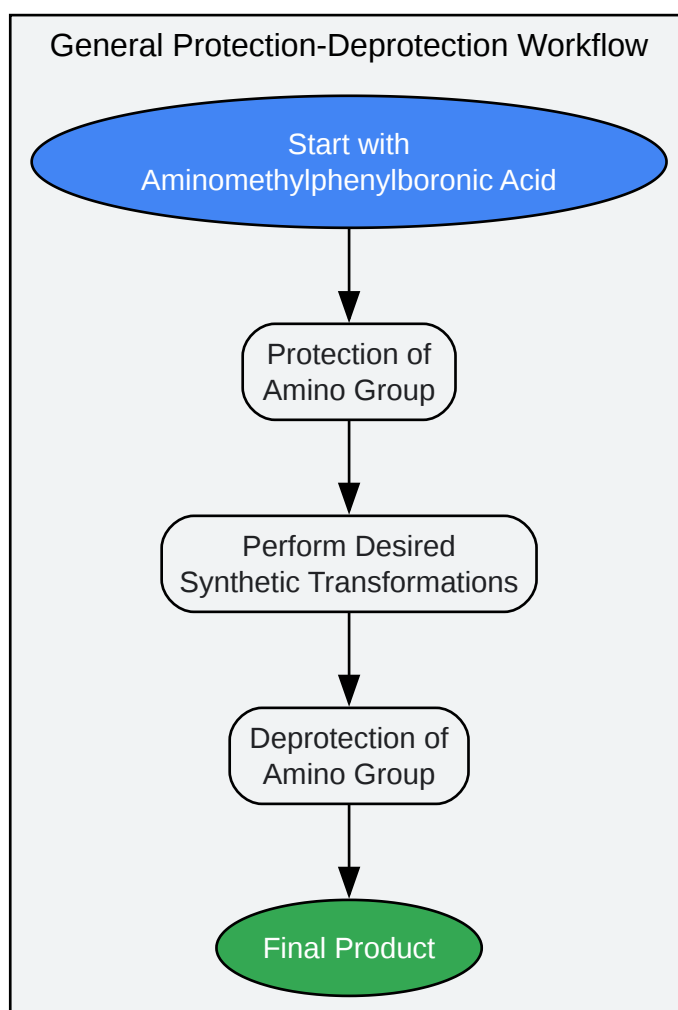 General Protection-Deprotection Workflow
Start with
Aminomethylphenylboronic Acid
Protection of
Amino Group
Perform Desired
Synthetic Transformations
Deprotection of
Amino Group
Final Product